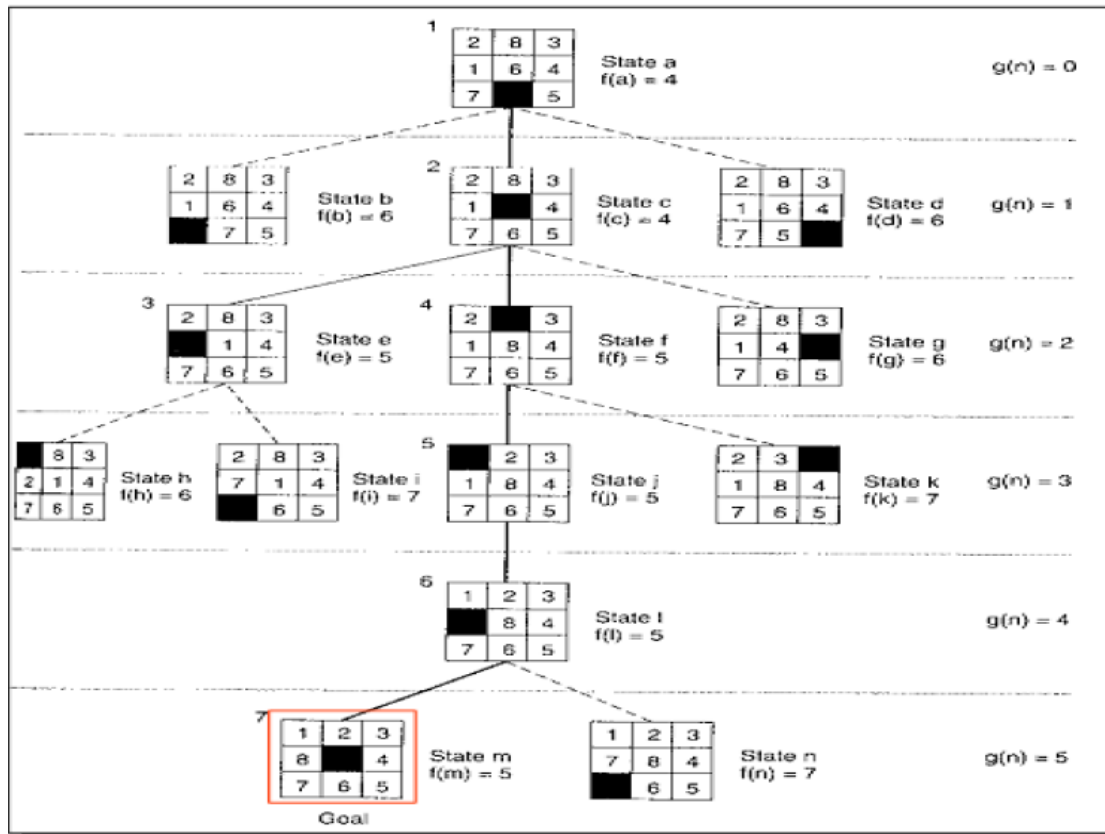 1
2 8 3
1 6 4
7 5
State a
f(a) = 4
g(n) = 0
2 8 3
1 6 4
7 5
State b
f(b) = 6
2
2 8 3
1 4
7 6 5
State c
f(c) = 4
2 8 3
1 6 4
7 5
State d
f(d) = 6
g(n) = 1
3
2 8 3
1 4
7 6 5
State e
f(e) = 5
4
2 3
1 8 4
7 6 5
State f
f(f) = 5
2 8 3
1 4
7 6 5
State g
f(g) = 6
g(n) = 2
8 3
2 1 4
7 6 5
State h
f(h) = 6
2 8 3
7 1 4
6 5
State i
f(i) = 7
5
2 3
1 8 4
7 6 5
State j
f(j) = 5
2 3
1 8 4
7 6 5
State k
f(k) = 7
g(n) = 3
6
1 2 3
8 4
7 6 5
State l
f(l) = 5
g(n) = 4
7
1 2 3
8 4
7 6 5
State m
f(m) = 5
Goal
1 2 3
7 8 4
6 5
State n
f(n) = 7
g(n) = 5